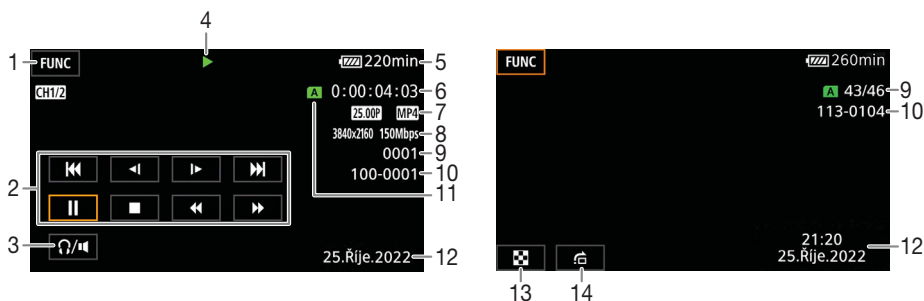 4
1 FUNC 220min 5
CH1/2 A 0:00:04:03 6
25.00P MP4 7
3840x2160 150Mbps 8
0001 9
100-0001 10
11
2
3
25.Říje.2022 12
FUNC 260min
A 43/46 9
113-0104 10
21:20
25.Říje.2022 12
13 14